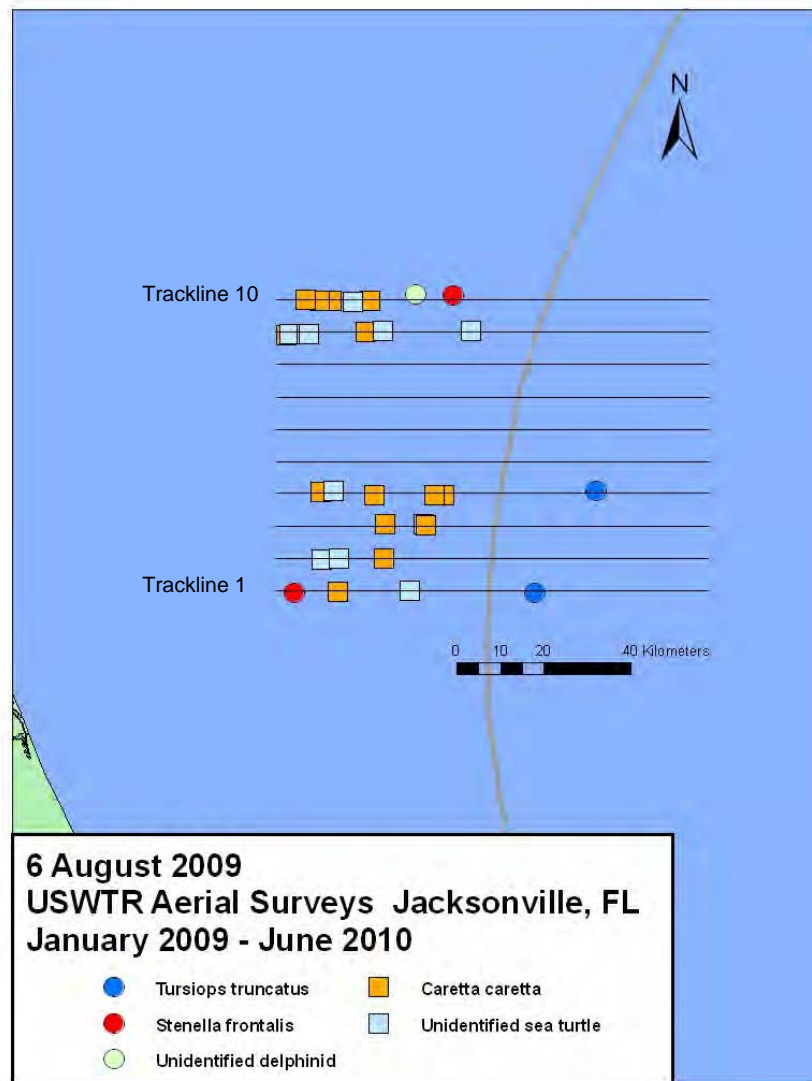 N
Trackline 10
Trackline 1
0 10 20 40 Kilometers
6 August 2009
USWTR Aerial Surveys Jacksonville, FL
January 2009 - June 2010
Tursiops truncatus
Caretta caretta
Stenella frontalis
Unidentified sea turtle
Unidentified delphinid